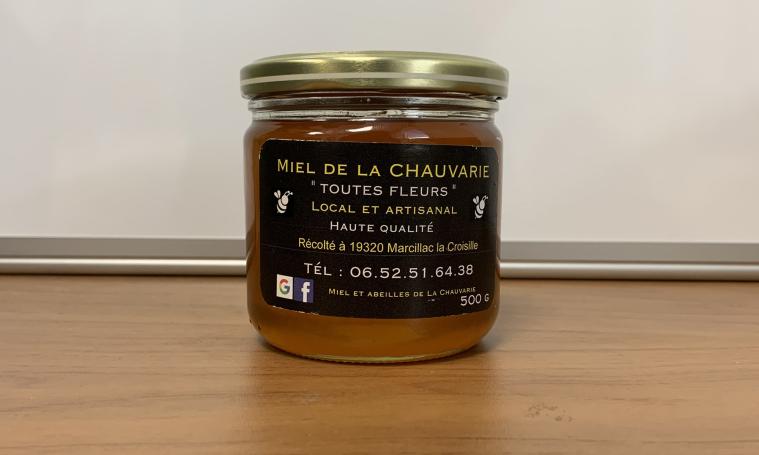 MIEL DE LA CHAUVARIE
" TOUTES FLEURS "
LOCAL ET ARTISANAL
HAUTE QUALITÉ
Récolté à 19320 Marcillac la Croisille
TÉL : 06.52.51.64.38
G f MIEL ET ABEILLES DE LA CHAUVARIE
500 G